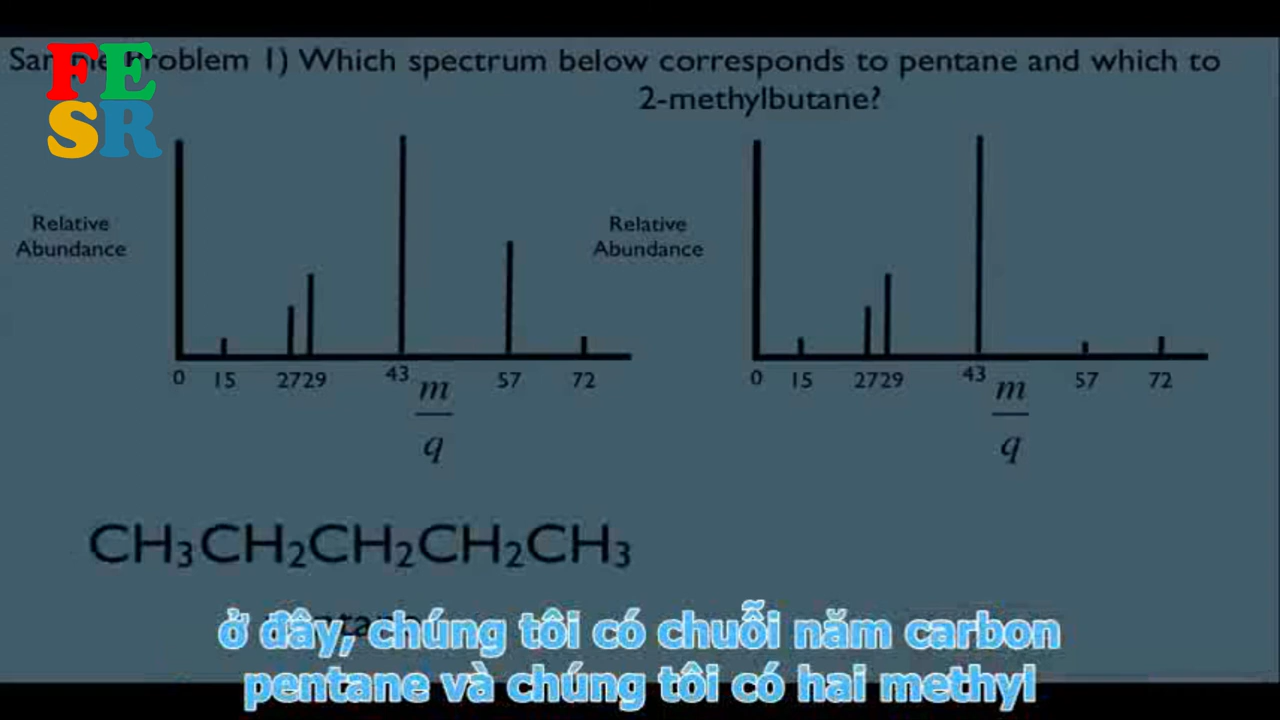 Sample Problem 1) Which spectrum below corresponds to pentane and which to
2-methylbutane?
FE
SR
Relative
Abundance
0 15 2729 43 57 72
m
q
Relative
Abundance
0 15 2729 43 57 72
m
q
CH₃CH₂CH₂CH₂CH₃
ở đây, chúng tôi có chuỗi năm carbon
pentane và chúng tôi có hai methyl